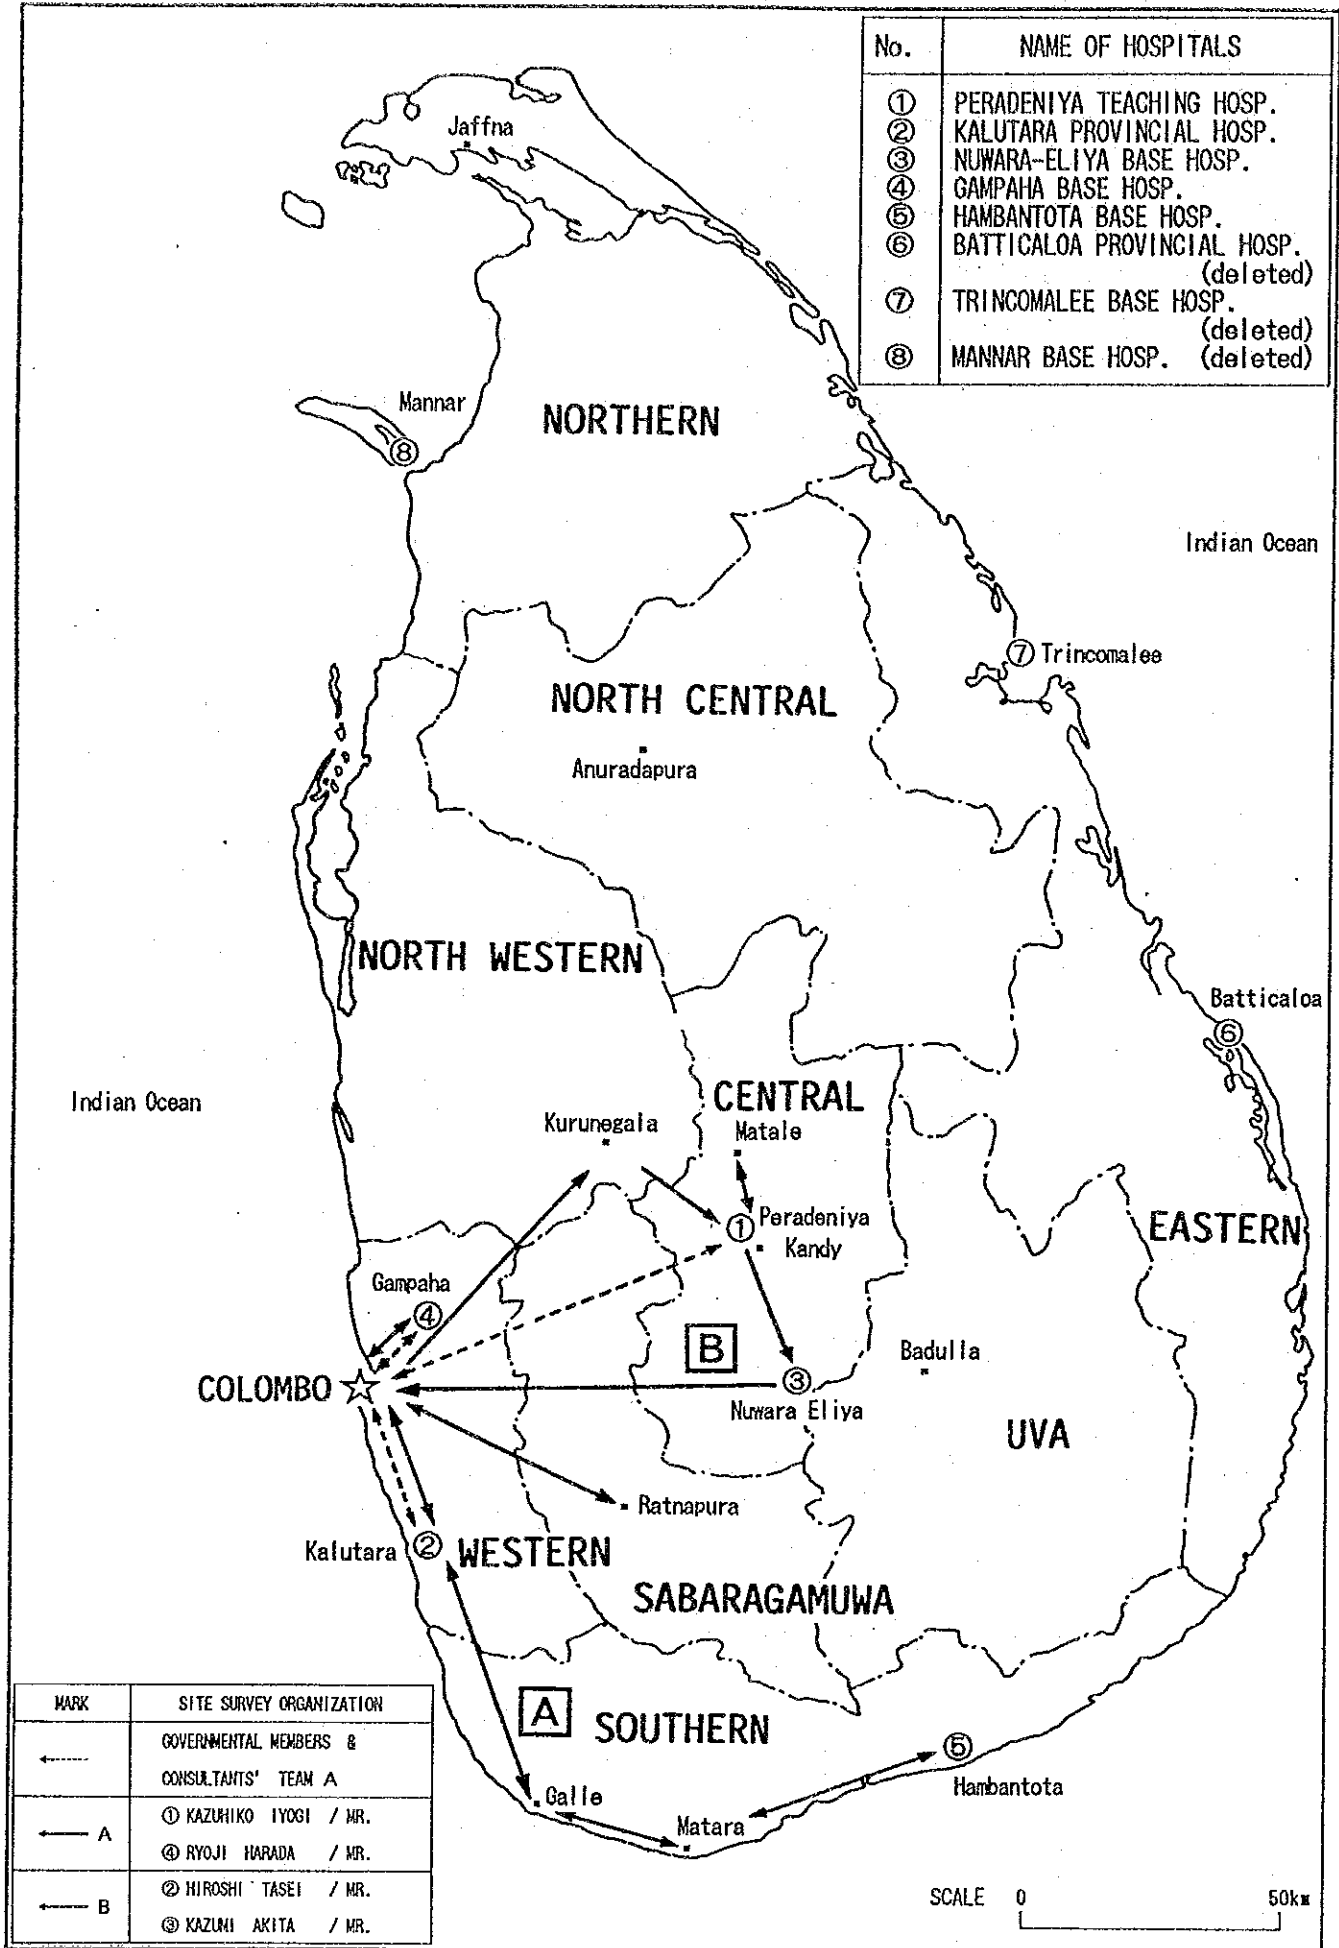 No. NAME OF HOSPITALS
① PERADENIYA TEACHING HOSP.
② KALUTARA PROVINCIAL HOSP.
③ NUWARA-ELIYA BASE HOSP.
④ GAMPAHA BASE HOSP.
⑤ HAMBANTOTA BASE HOSP.
⑥ BATTICALOA PROVINCIAL HOSP.
(deleted)
⑦ TRINCOMALEE BASE HOSP.
(deleted)
⑧ MANNAR BASE HOSP. (deleted)
Jaffna
Mannar
⑧
NORTHERN
Indian Ocean
⑦ Trincomalee
NORTH CENTRAL
Anuradapura
NORTH WESTERN
Batticaloa
⑥
Indian Ocean
CENTRAL
Kurunegala
Matale
① Peradeniya
Kandy
EASTERN
Gampaha
④
B
Badulla
COLOMBO
③
Nuwara Eliya
UVA
Ratnapura
Kalutara ② WESTERN
SABARAGAMUWA
A
SOUTHERN
⑤
Hambantota
Galle
Matara
MARK SITE SURVEY ORGANIZATION
GOVERNMENTAL MEMBERS &
CONSULTANTS' TEAM A
A ① KAZUHIKO IYOGI / MR.
④ RYOJI HARADA / MR.
B ② HIROSHI TASEI / MR.
③ KAZUMI AKITA / MR.
SCALE 0 50km